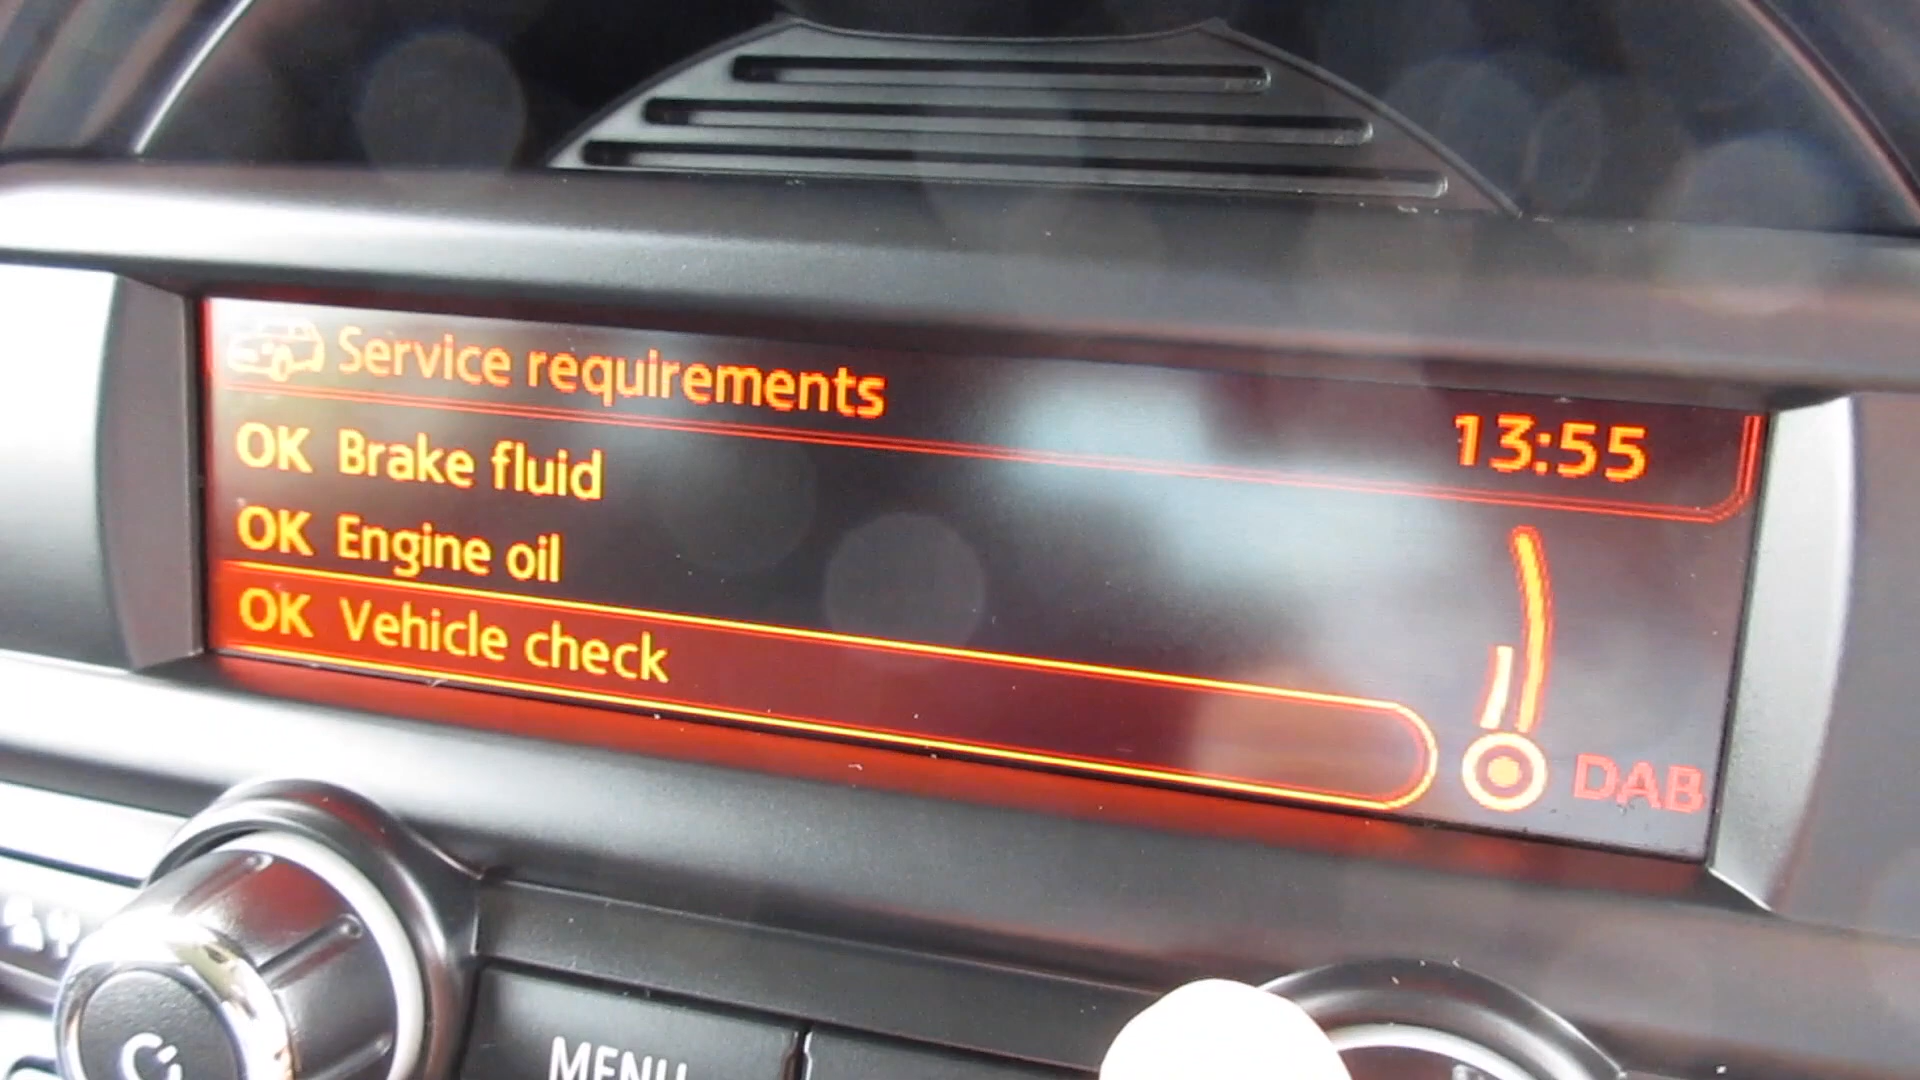 Service requirements
13:55
OK Brake fluid
OK Engine oil
OK Vehicle check
DAB
MENU